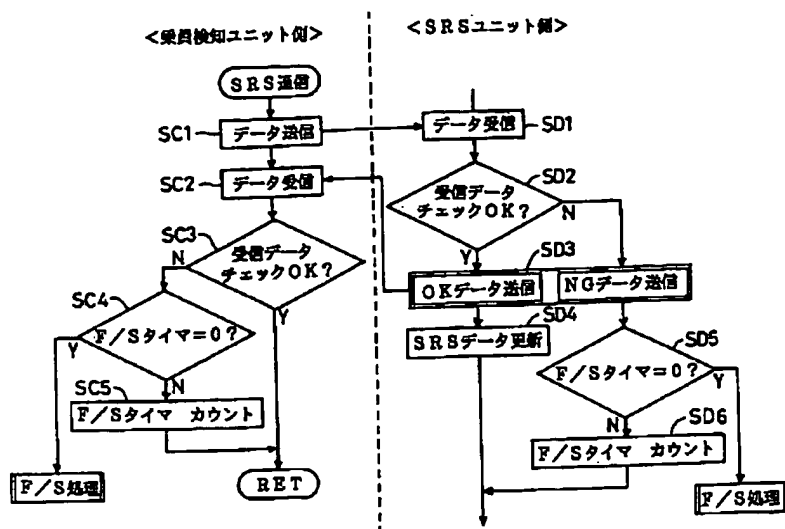 <乗員検知ユニット側>
<SRSユニット側>
SRS通信
SC1
データ送信
データ受信
SD1
SC2
データ受信
SD2
受信データ
チェックOK?
N
Y
SC3
受信データ
チェックOK?
N
Y
SD3
OKデータ送信
NGデータ送信
SC4
F/Sタイマ=0?
Y
N
SD4
SRSデータ更新
SD5
F/Sタイマ=0?
Y
N
SC5
F/Sタイマ カウント
SD6
F/Sタイマ カウント
F/S処理
RET
F/S処理